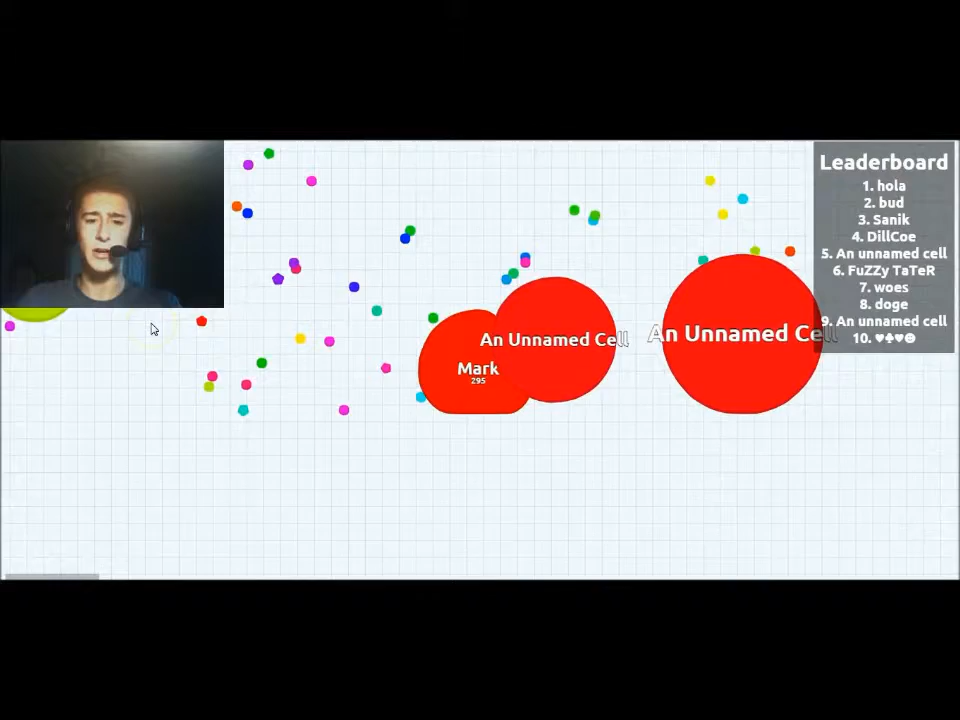 Leaderboard
1. hola
2. bud
3. Sanik
4. DillCoe
5. An unnamed cell
6. FuZZy TaTeR
7. woes
8. doge
9. An unnamed cell
10. ♥♣♥☻
An Unnamed Cell
An Unnamed Cell
Mark
295